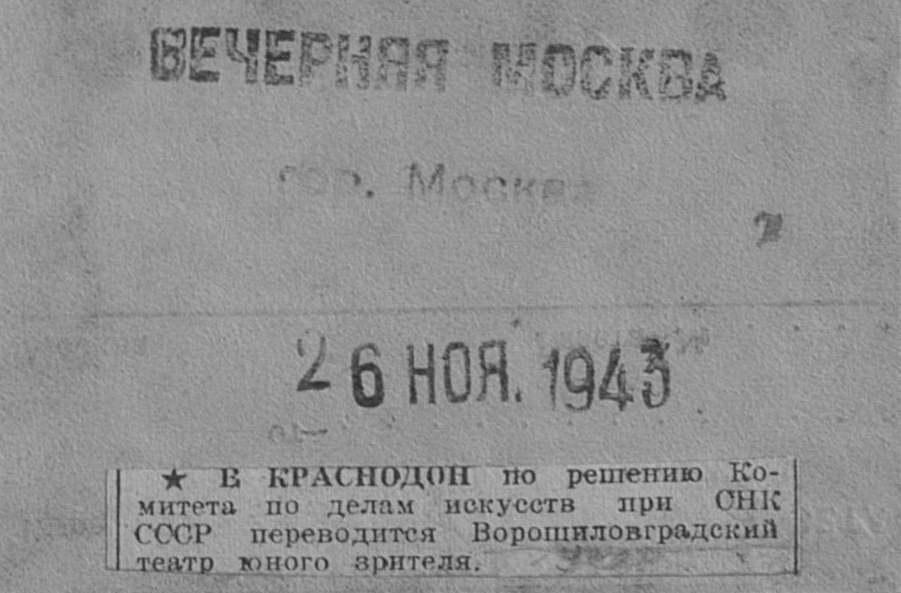 ВЕЧЕРНЯЯ МОСКВА
гор. Москва
26 НОЯ. 1943
★ В КРАСНОДОН по решению Ко-
митета по делам искусств при СНК
СССР переводится Ворошиловградский
театр юного зрителя.